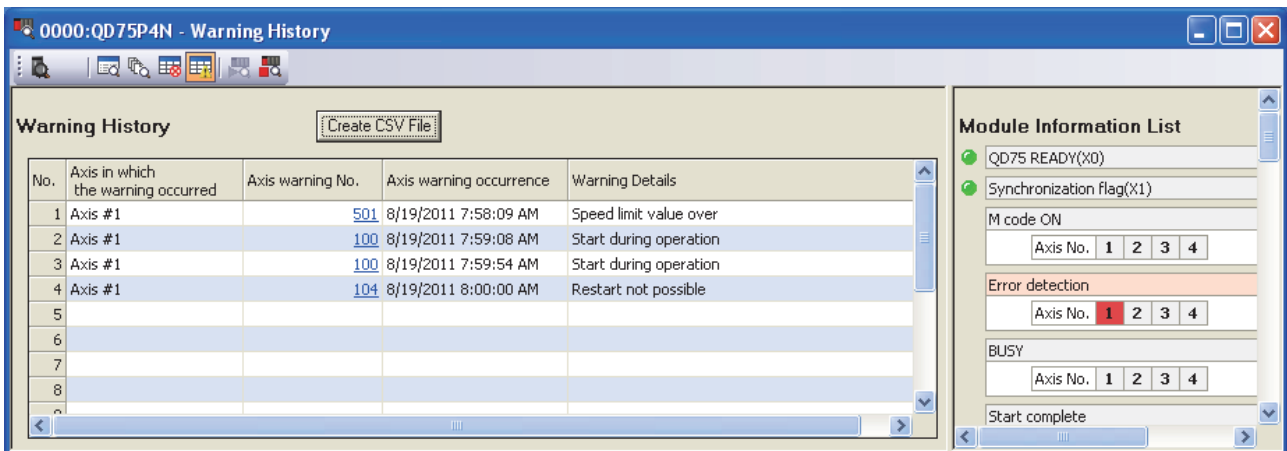 0000:QD75P4N - Warning History
Warning History
Create CSV File
No. Axis in which the warning occurred Axis warning No. Axis warning occurrence Warning Details
1 Axis #1 501 8/19/2011 7:58:09 AM Speed limit value over
2 Axis #1 100 8/19/2011 7:59:08 AM Start during operation
3 Axis #1 100 8/19/2011 7:59:54 AM Start during operation
4 Axis #1 104 8/19/2011 8:00:00 AM Restart not possible
5
6
7
8
Module Information List
QD75 READY(X0)
Synchronization flag(X1)
M code ON
Axis No. 1 2 3 4
Error detection
Axis No. 1 2 3 4
BUSY
Axis No. 1 2 3 4
Start complete